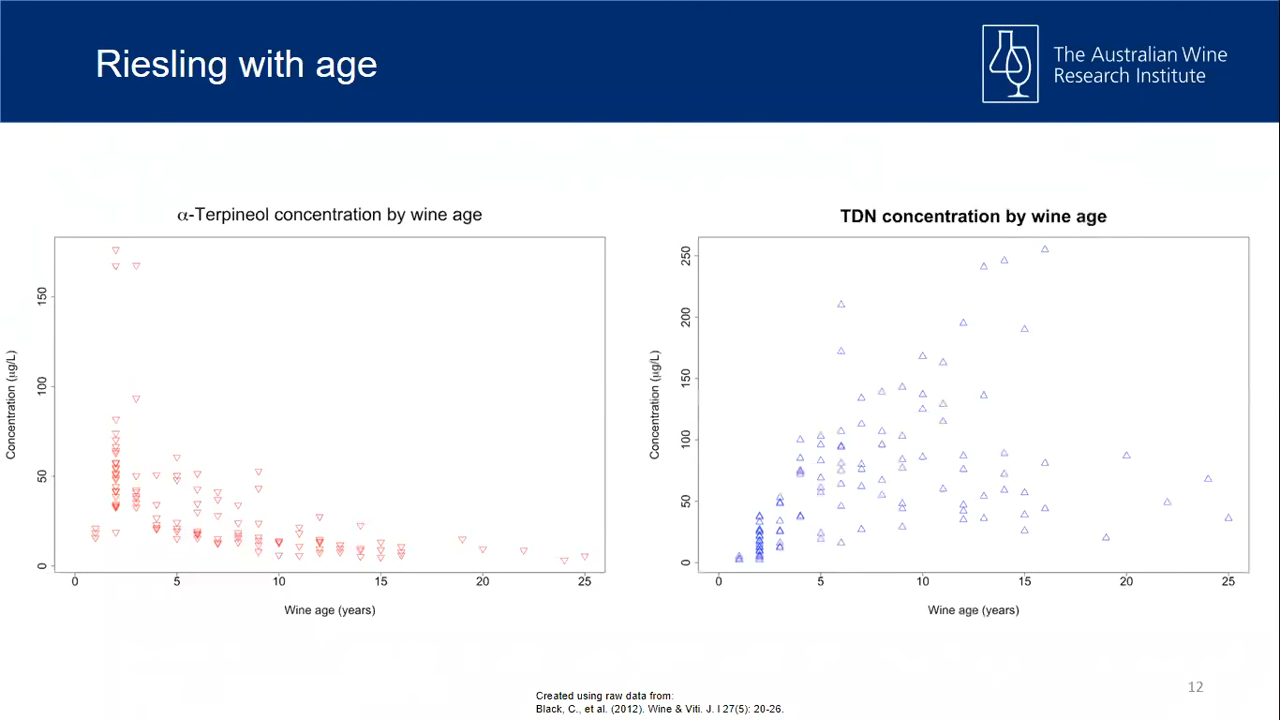 Riesling with age
The Australian Wine
Research Institute
α-Terpineol concentration by wine age
Concentration (µg/L)
0
50
100
150
0
5
10
15
20
25
Wine age (years)
TDN concentration by wine age
Concentration (µg/L)
0
50
100
150
200
250
0
5
10
15
20
25
Wine age (years)
12
Created using raw data from:
Black, C., et al. (2012). Wine & Viti. J. l 27(5): 20-26.